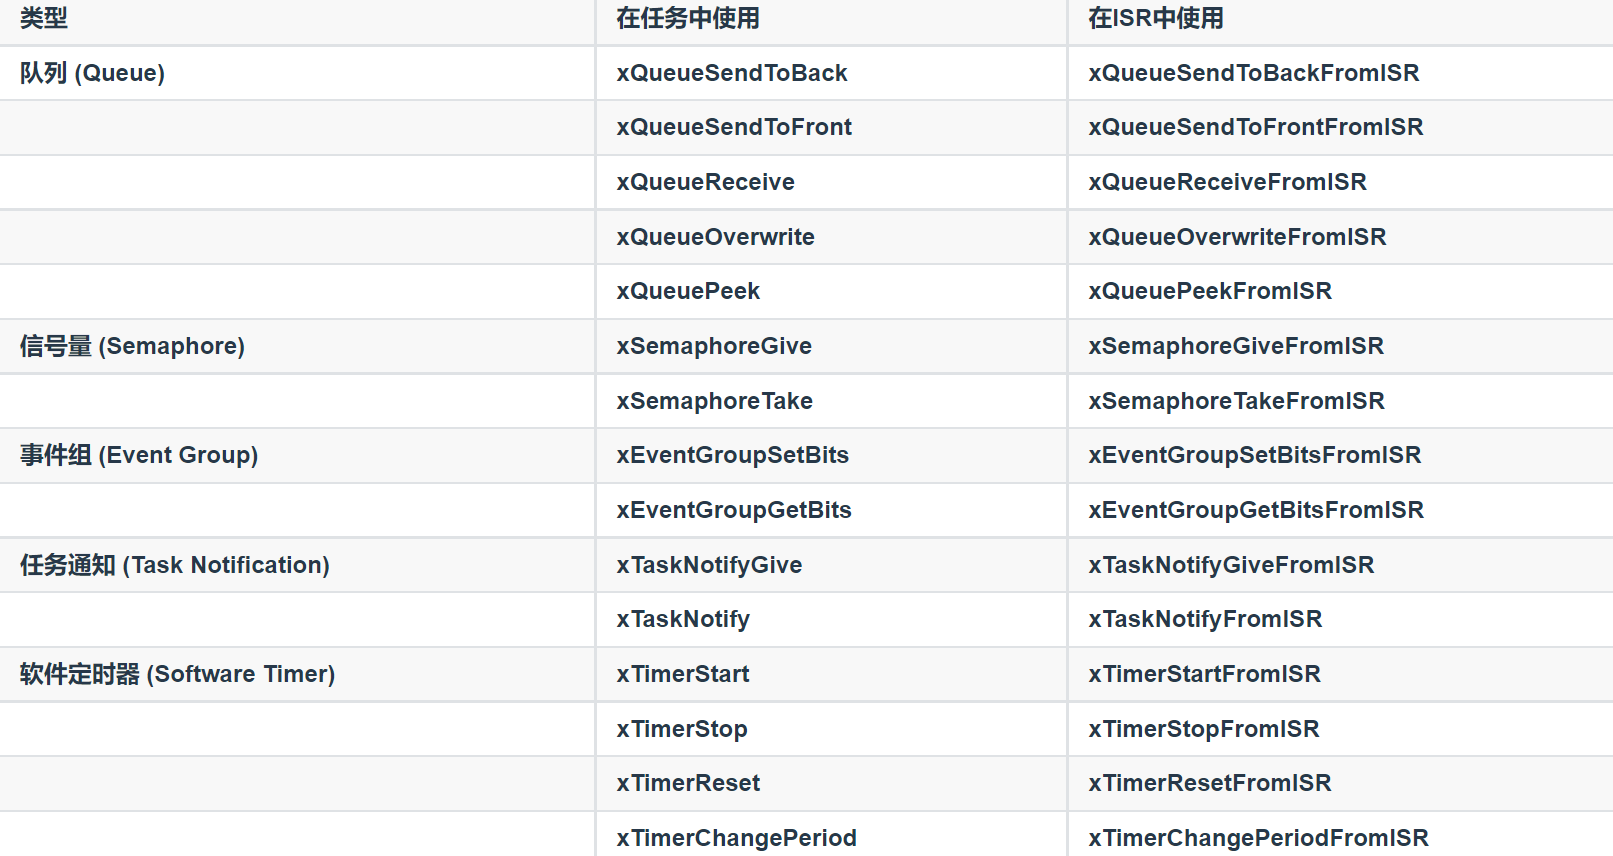 类型 在任务中使用 在ISR中使用
队列 (Queue) xQueueSendToBack xQueueSendToBackFromISR
xQueueSendToFront xQueueSendToFrontFromISR
xQueueReceive xQueueReceiveFromISR
xQueueOverwrite xQueueOverwriteFromISR
xQueuePeek xQueuePeekFromISR
信号量 (Semaphore) xSemaphoreGive xSemaphoreGiveFromISR
xSemaphoreTake xSemaphoreTakeFromISR
事件组 (Event Group) xEventGroupSetBits xEventGroupSetBitsFromISR
xEventGroupGetBits xEventGroupGetBitsFromISR
任务通知 (Task Notification) xTaskNotifyGive xTaskNotifyGiveFromISR
xTaskNotify xTaskNotifyFromISR
软件定时器 (Software Timer) xTimerStart xTimerStartFromISR
xTimerStop xTimerStopFromISR
xTimerReset xTimerResetFromISR
xTimerChangePeriod xTimerChangePeriodFromISR